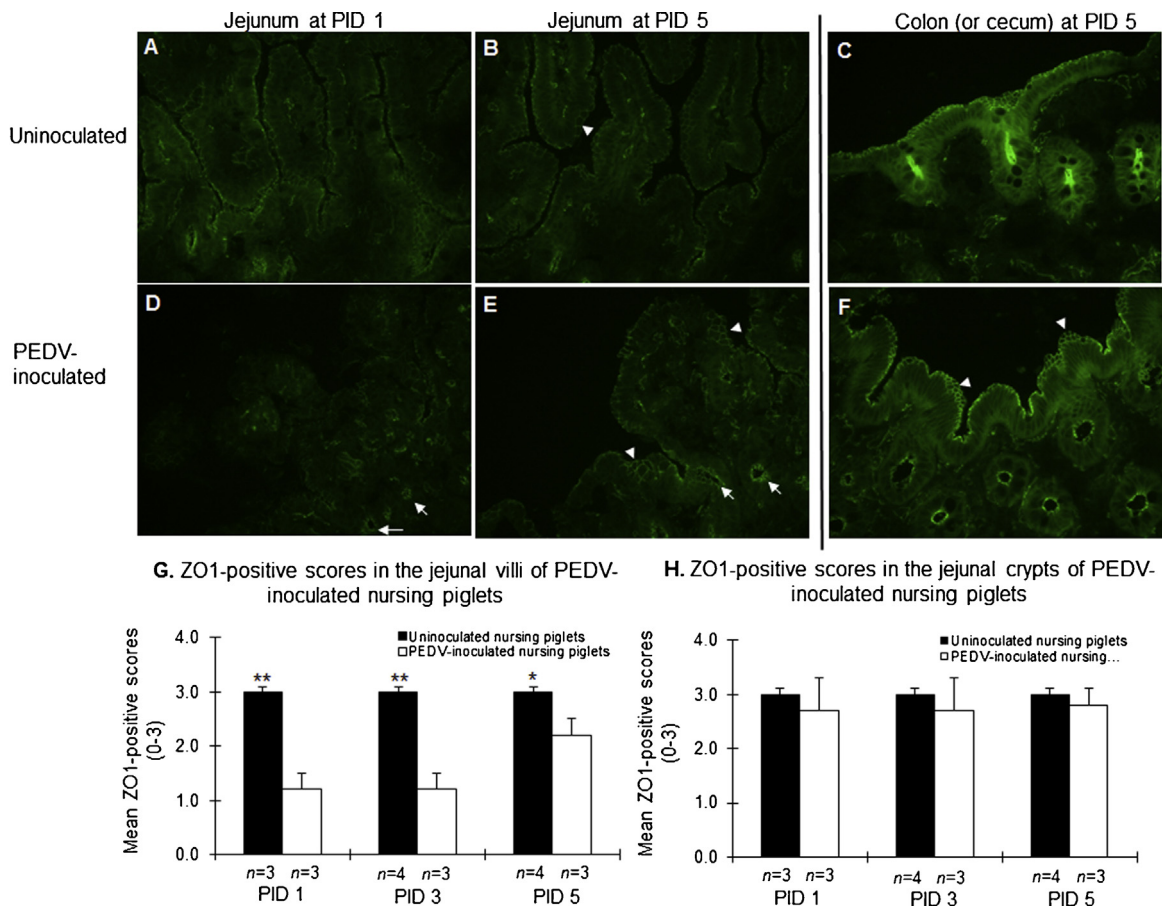 Jejunum at PID 1
Jejunum at PID 5
Colon (or cecum) at PID 5
A
B
C
Uninoculated
D
E
F
PEDV-
inoculated
G. ZO1-positive scores in the jejunal villi of PEDV-
inoculated nursing piglets
Uninoculated nursing piglets
PEDV-inoculated nursing piglets
Mean ZO1-positive scores
(0-3)
4.0
3.0
2.0
1.0
0.0
** ** *
n=3 n=3 n=4 n=3 n=4 n=3
PID 1 PID 3 PID 5
H. ZO1-positive scores in the jejunal crypts of PEDV-
inoculated nursing piglets
Uninoculated nursing piglets
PEDV-inoculated nursing...
Mean ZO1-positive scores
(0-3)
4.0
3.0
2.0
1.0
0.0
n=3 n=3 n=4 n=3 n=4 n=3
PID 1 PID 3 PID 5